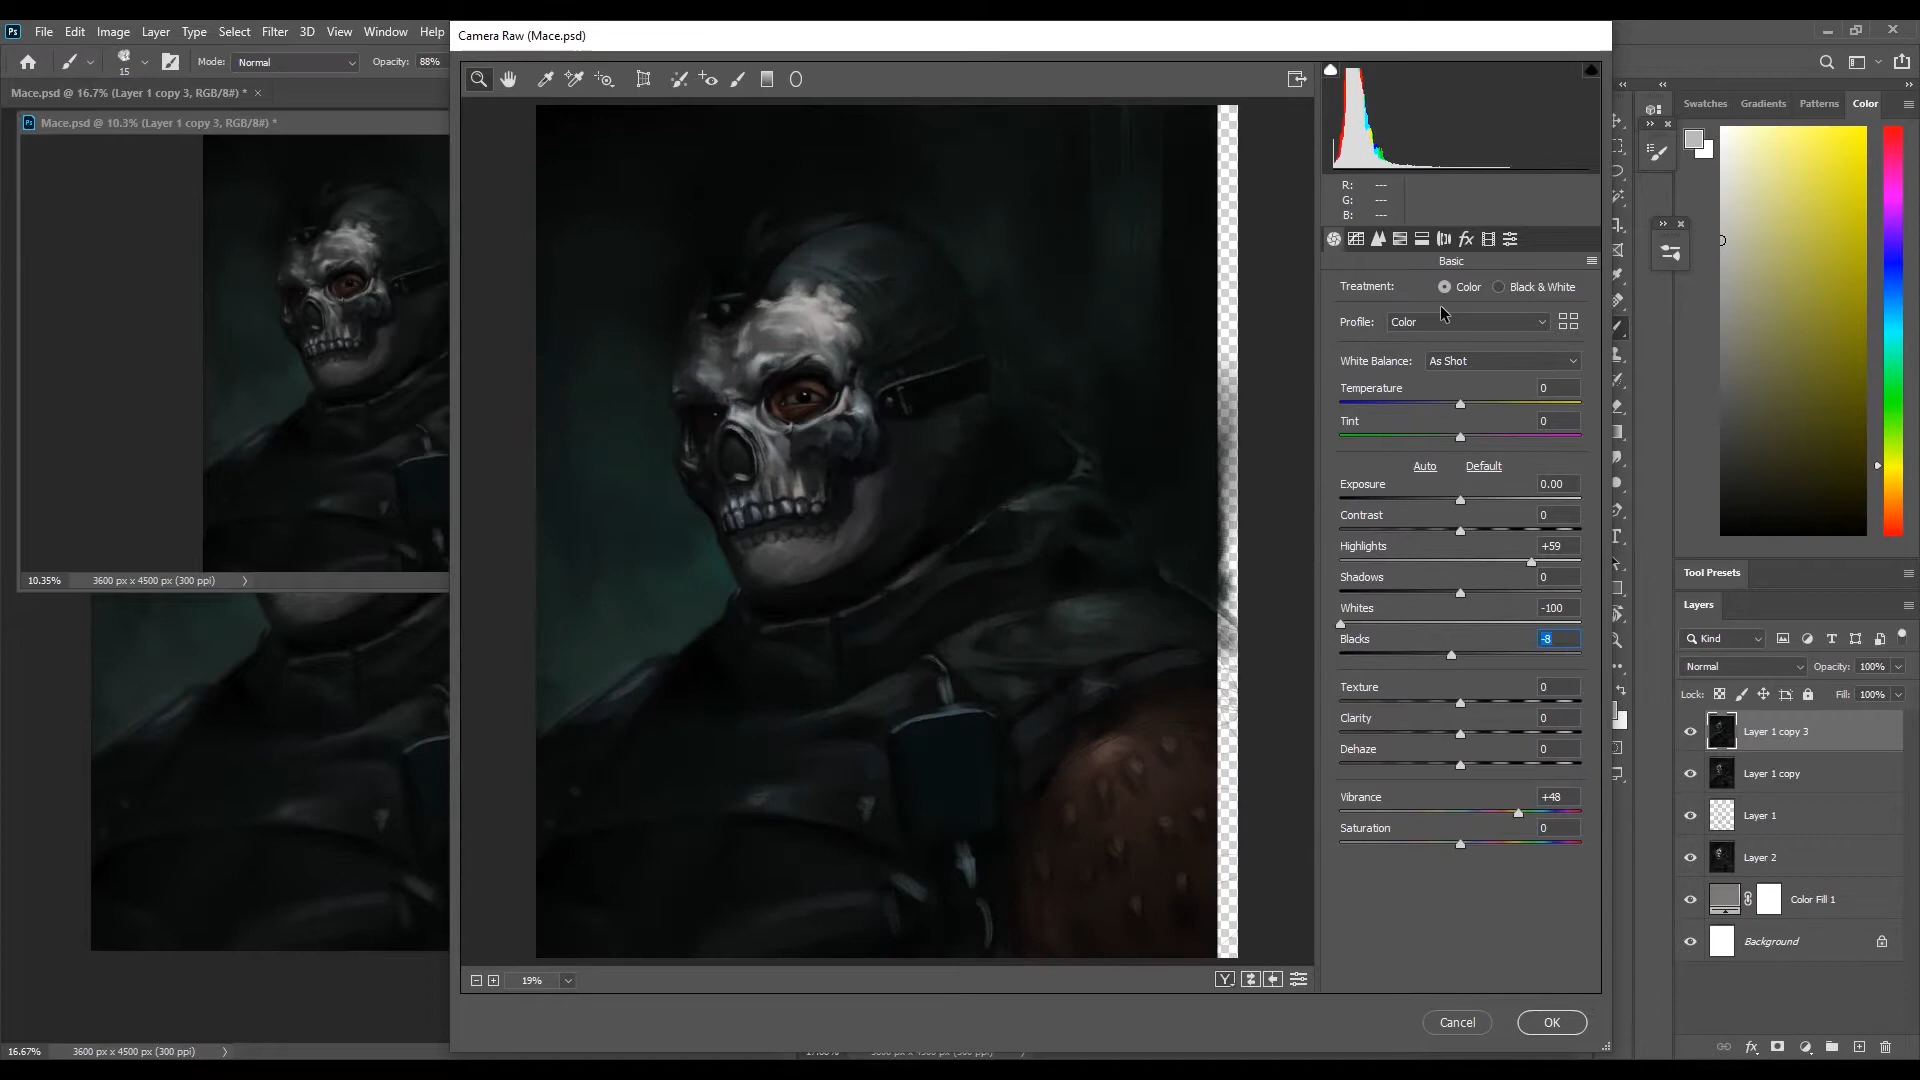 Ps File Edit Image Layer Type Select Filter 3D View Window Help
Camera Raw (Mace.psd)
15 Mode: Normal Opacity: 88%
Mace.psd @ 16.7% (Layer 1 copy 3, RGB/8#) * ×
Ps Mace.psd @ 10.3% (Layer 1 copy 3, RGB/8#) *
10.35% 3600 px x 4500 px (300 ppi)
16.67% 3600 px x 4500 px (300 ppi)
19%
R: ---
G: ---
B: ---
fx
Basic
Treatment: Color Black & White
Profile: Color
White Balance: As Shot
Temperature 0
Tint 0
Auto Default
Exposure 0.00
Contrast 0
Highlights +59
Shadows 0
Whites -100
Blacks -8
Texture 0
Clarity 0
Dehaze 0
Vibrance +48
Saturation 0
Y
Cancel OK
Swatches Gradients Patterns Color
Tool Presets
Layers
Kind
Normal Opacity: 100%
Lock: Fill: 100%
Layer 1 copy 3
Layer 1 copy
Layer 1
Layer 2
Color Fill 1
Background
fx